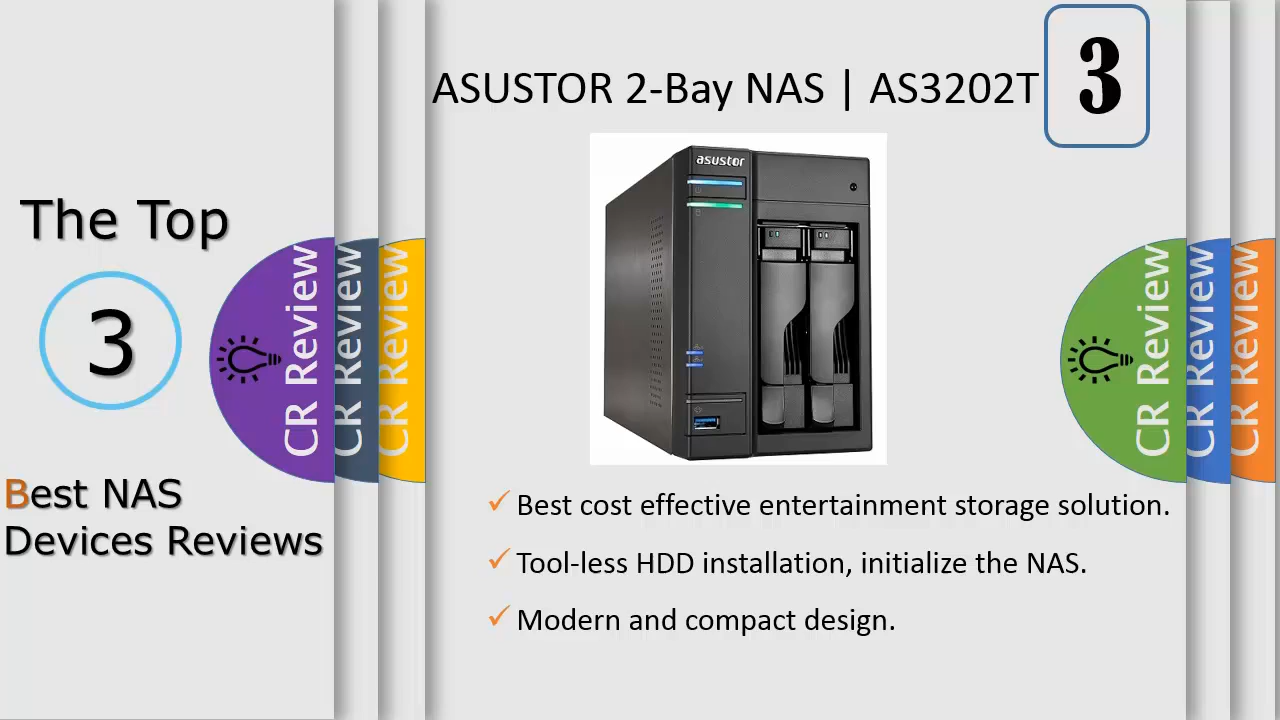 The Top
3
Best NAS
Devices Reviews
CR Review
CR Review
CR Review
ASUSTOR 2-Bay NAS | AS3202T
3
asustor
Best cost effective entertainment storage solution.
Tool-less HDD installation, initialize the NAS.
Modern and compact design.
CR Review
CR Review
CR Review